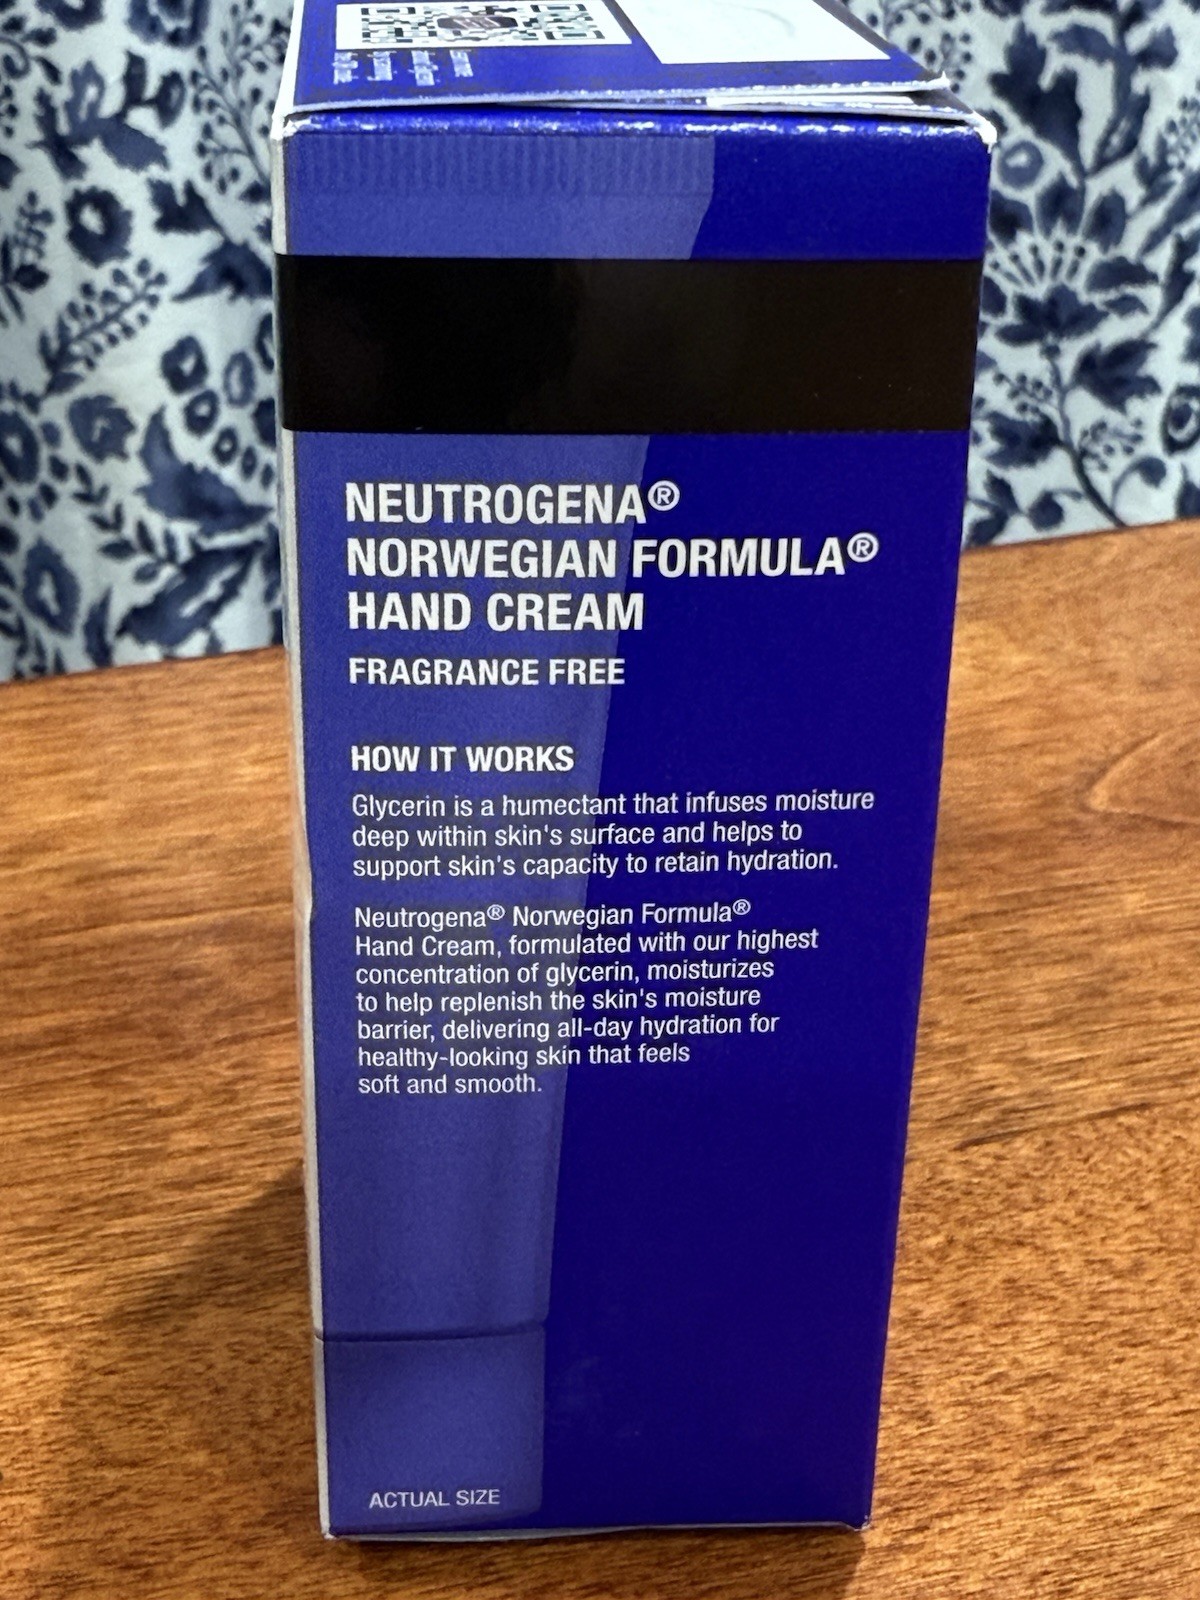 NEUTROGENA®
NORWEGIAN FORMULA®
HAND CREAM
FRAGRANCE FREE
HOW IT WORKS
Glycerin is a humectant that infuses moisture
deep within skin's surface and helps to
support skin's capacity to retain hydration.
Neutrogena® Norwegian Formula®
Hand Cream, formulated with our highest
concentration of glycerin, moisturizes
to help replenish the skin's moisture
barrier, delivering all-day hydration for
healthy-looking skin that feels
soft and smooth.
ACTUAL SIZE